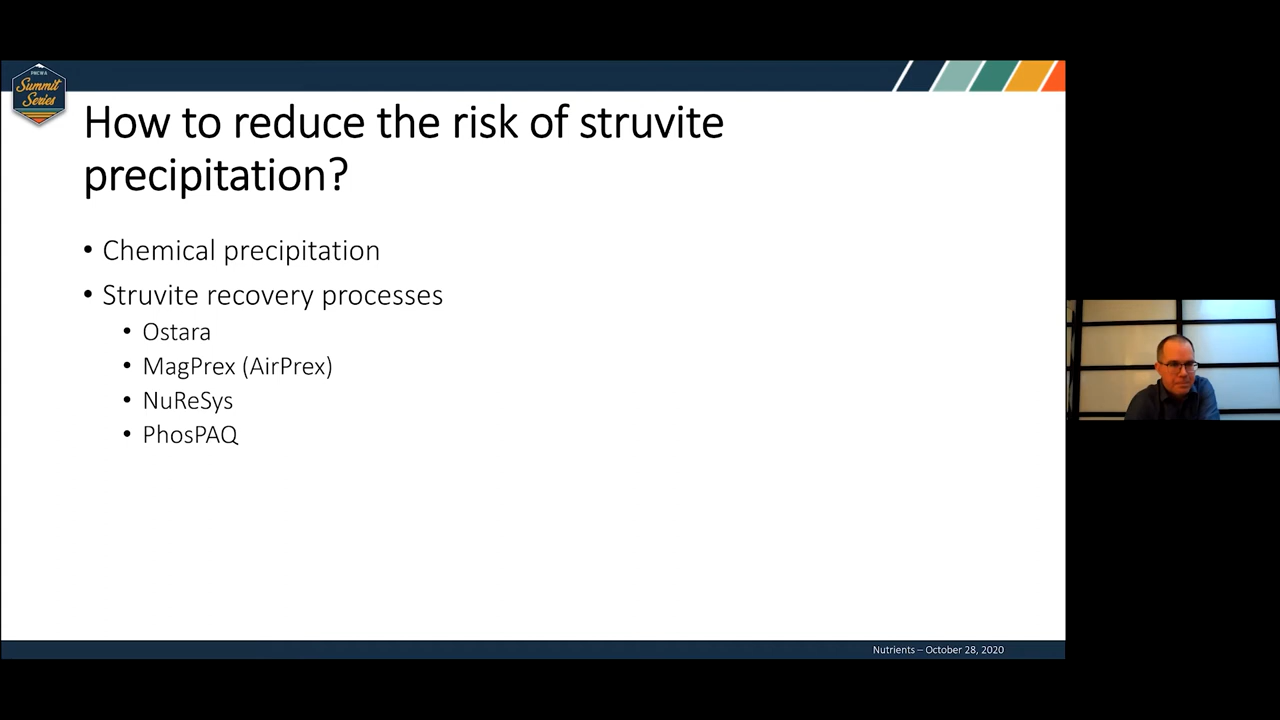 PNCWA
Summit
Series
How to reduce the risk of struvite
precipitation?
• Chemical precipitation
• Struvite recovery processes
• Ostara
• MagPrex (AirPrex)
• NuReSys
• PhosPAQ
Nutrients – October 28, 2020